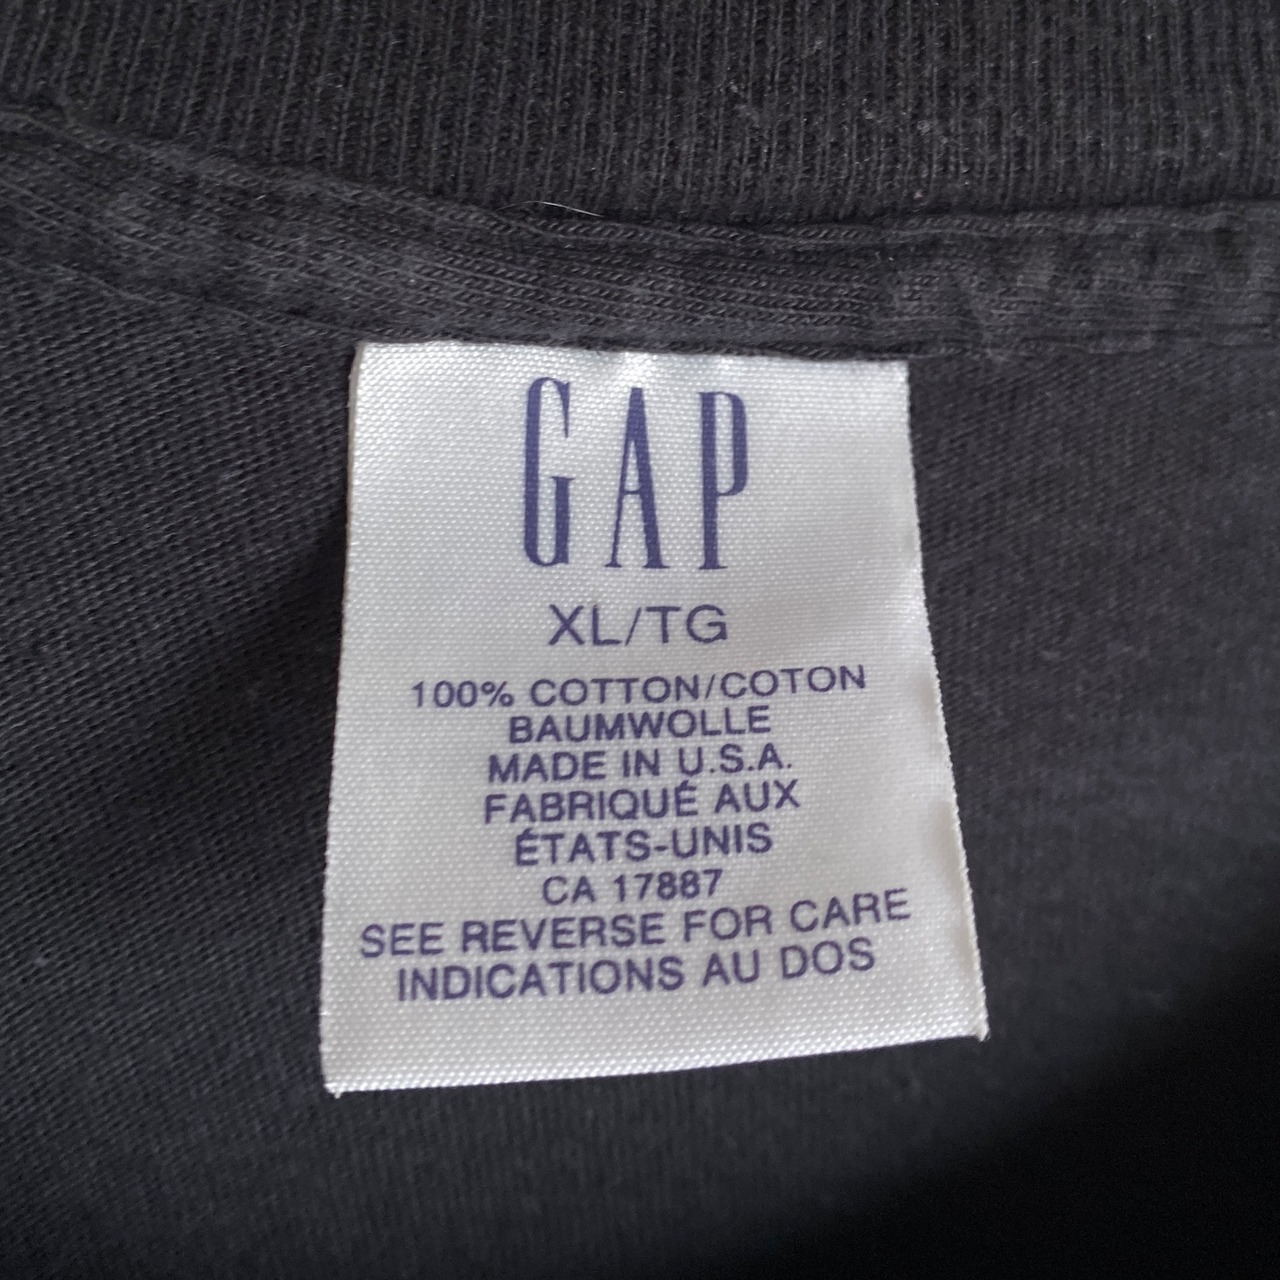 GAP
XL/TG
100% COTTON/COTON
BAUMWOLLE
MADE IN U.S.A.
FABRIQUÉ AUX
ÉTATS-UNIS
CA 17887
SEE REVERSE FOR CARE
INDICATIONS AU DOS